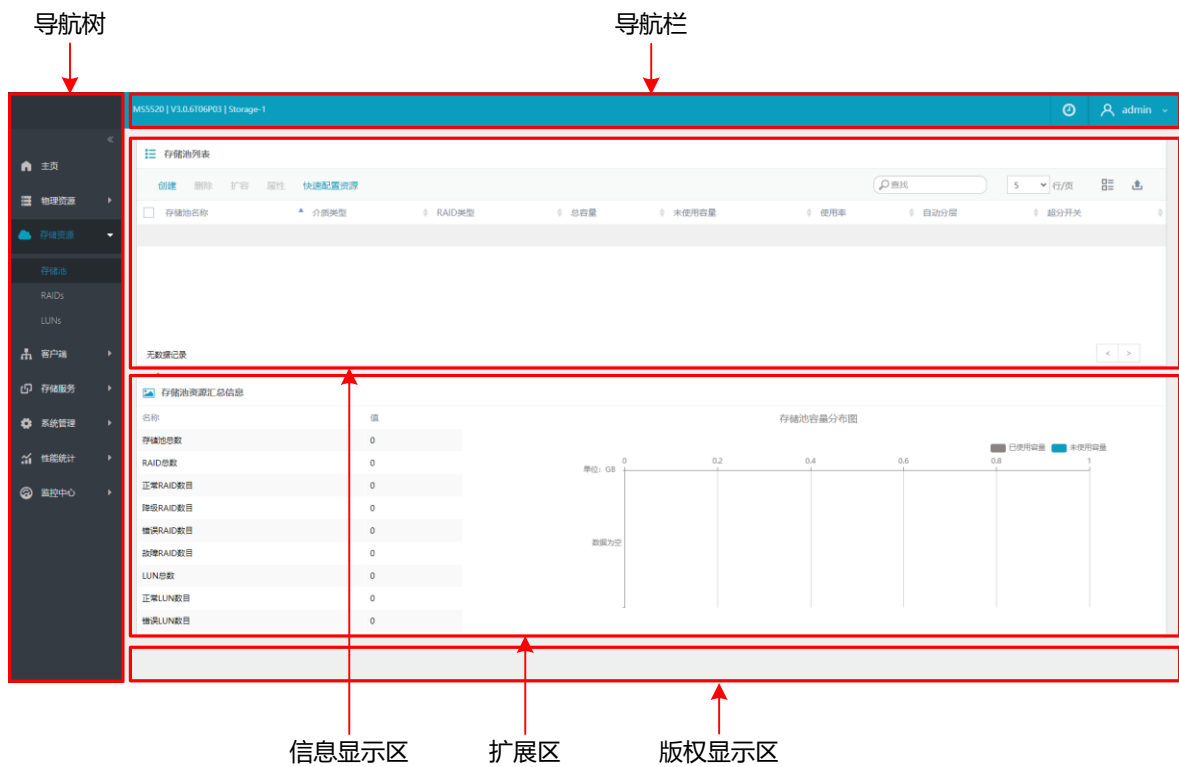 导航树
导航栏
MS5520 | V3.0.6T06P03 | Storage-1
admin
主页
物理资源
存储资源
存储池
RAIDs
LUNs
客户端
存储服务
系统管理
性能统计
监控中心
存储池列表
创建 删除 扩容 属性 快速配置资源 查找 5 行/页
存储池名称 介质类型 RAID类型 总容量 未使用容量 使用率 自动分层 超分开关
无数据记录 < >
存储池资源汇总信息
名称 值
存储池总数 0
RAID总数 0
正常RAID数目 0
降级RAID数目 0
错误RAID数目 0
故障RAID数目 0
LUN总数 0
正常LUN数目 0
错误LUN数目 0
存储池容量分布图
已使用容量 未使用容量
单位: GB 0 0.2 0.4 0.6 0.8 1
数据为空
信息显示区
扩展区
版权显示区